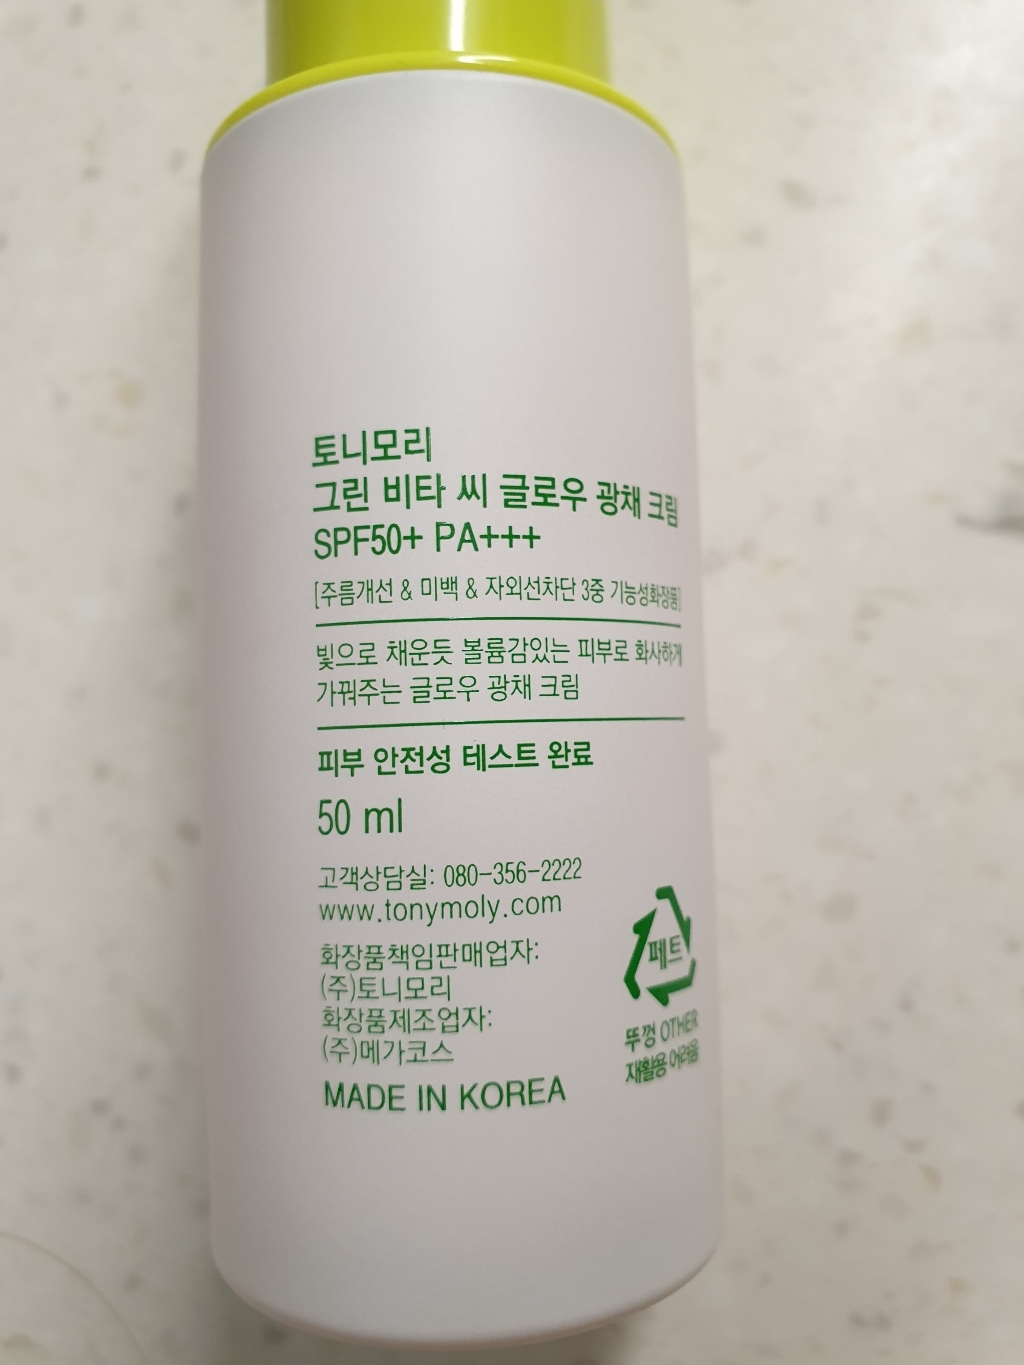 토니모리
그린 비타 씨 글로우 광채 크림
SPF50+ PA+++
[주름개선 & 미백 & 자외선차단 3중 기능성화장품]
빛으로 채운듯 볼륨감있는 피부로 화사하게
가꿔주는 글로우 광채 크림
피부 안전성 테스트 완료
50 ml
고객상담실: 080-356-2222
www.tonymoly.com
화장품책임판매업자:
(주)토니모리
화장품제조업자:
(주)메가코스
MADE IN KOREA
페트
뚜껑 OTHER
재활용 어려움